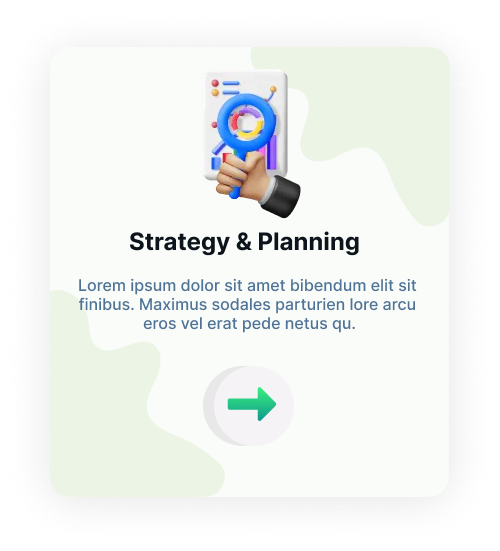 Strategy & Planning
Lorem ipsum dolor sit amet bibendum elit sit
finibus. Maximus sodales parturien lore arcu
eros vel erat pede netus qu.